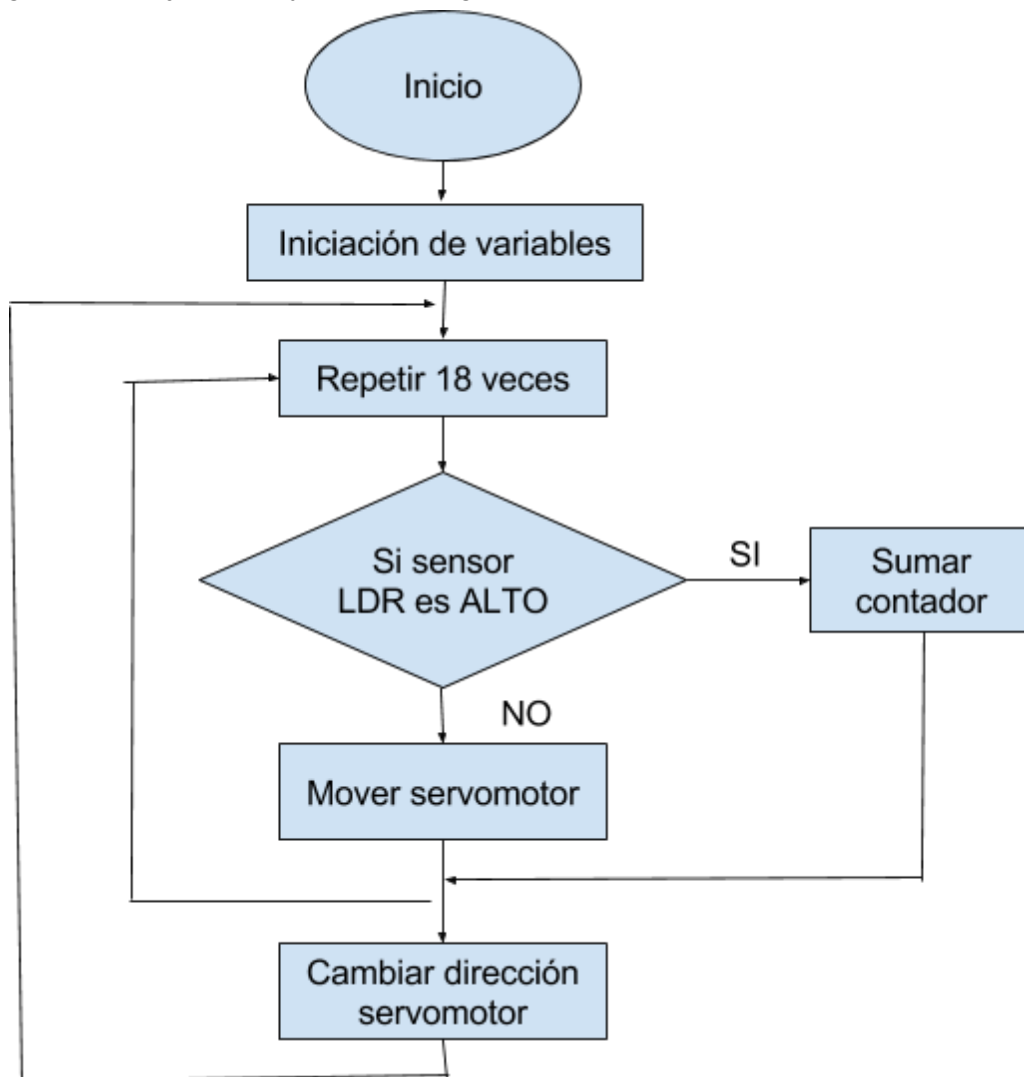 Inicio
Iniciación de variables
Repetir 18 veces
Si sensor
LDR es ALTO
SI
Sumar
contador
NO
Mover servomotor
Cambiar dirección
servomotor